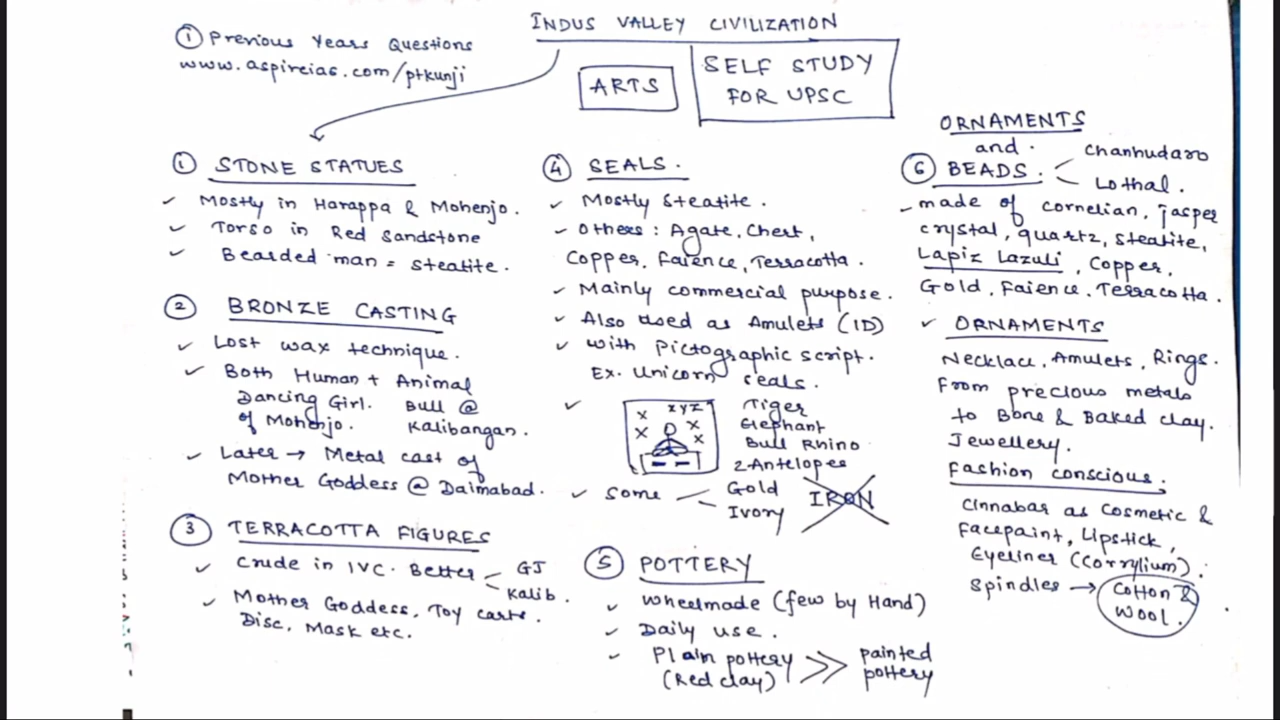 INDUS VALLEY CIVILIZATION
① Previous Years Questions
www.aspireias.com/ptkunji
ARTS
SELF STUDY
FOR UPSC
① STONE STATUES
✓ Mostly in Harappa & Mohenjo.
✓ Torso in Red Sandstone
✓ Bearded man = steatite.
② BRONZE CASTING
✓ Lost wax technique.
✓ Both Human + Animal
Dancing Girl. Bull @
of Mohenjo. Kalibangan.
✓ Later → Metal cast of
Mother Goddess @ Daimabad.
③ TERRACOTTA FIGURES
✓ Crude in IVC. Better GJ
Kalib.
✓ Mother Goddess, Toy carts.
Disc, Mask etc.
④ SEALS.
✓ Mostly Steatite.
✓ Others : Agate, Chert,
Copper, Faience, Terracotta.
✓ Mainly commercial purpose.
✓ Also used as Amulets (ID)
✓ with Pictographic script.
Ex. Unicorn seals.
✓ x xyz Tiger
x x Elephant
x Bull Rhino
2 Antelopes
✓ Some Gold IRON
Ivory
⑤ POTTERY
✓ Wheelmade (few by Hand)
✓ Daily use.
✓ Plain pottery >> painted
(Red clay) pottery
ORNAMENTS
and . Chanhudaro
⑥ BEADS. Lothal.
✓ made of cornelian, jasper
crystal, quartz, steatite,
Lapiz Lazuli, Copper,
Gold, Faience, Terracotta.
✓ ORNAMENTS
Necklace, Amulets, Rings.
From precious metals
to Bone & Baked clay.
Jewellery.
Fashion conscious.
Cinnabar as Cosmetic &
Facepaint, Lipstick,
Eyeliner (Corrylium).
Spindles → Cotton &
Wool.